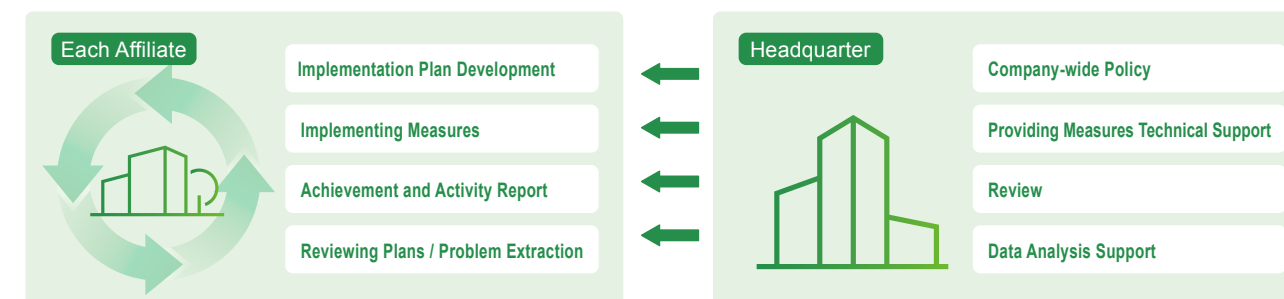 Each Affiliate
Implementation Plan Development
Implementing Measures
Achievement and Activity Report
Reviewing Plans / Problem Extraction
Headquarter
Company-wide Policy
Providing Measures Technical Support
Review
Data Analysis Support